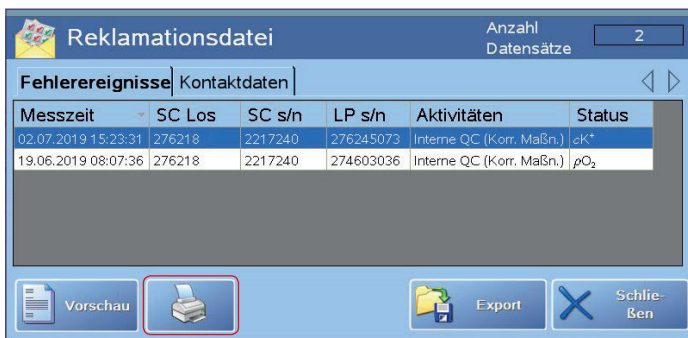 Reklamationsdatei
Anzahl
Datensätze
2
Fehlerereignisse Kontaktdaten
Messzeit SC Los SC s/n LP s/n Aktivitäten Status
02.07.2019 15:23:31 276218 2217240 276245073 Interne QC (Korr. Maßn.) cK⁺
19.06.2019 08:07:36 276218 2217240 274603036 Interne QC (Korr. Maßn.) pO₂
Vorschau Export Schlie-
ßen